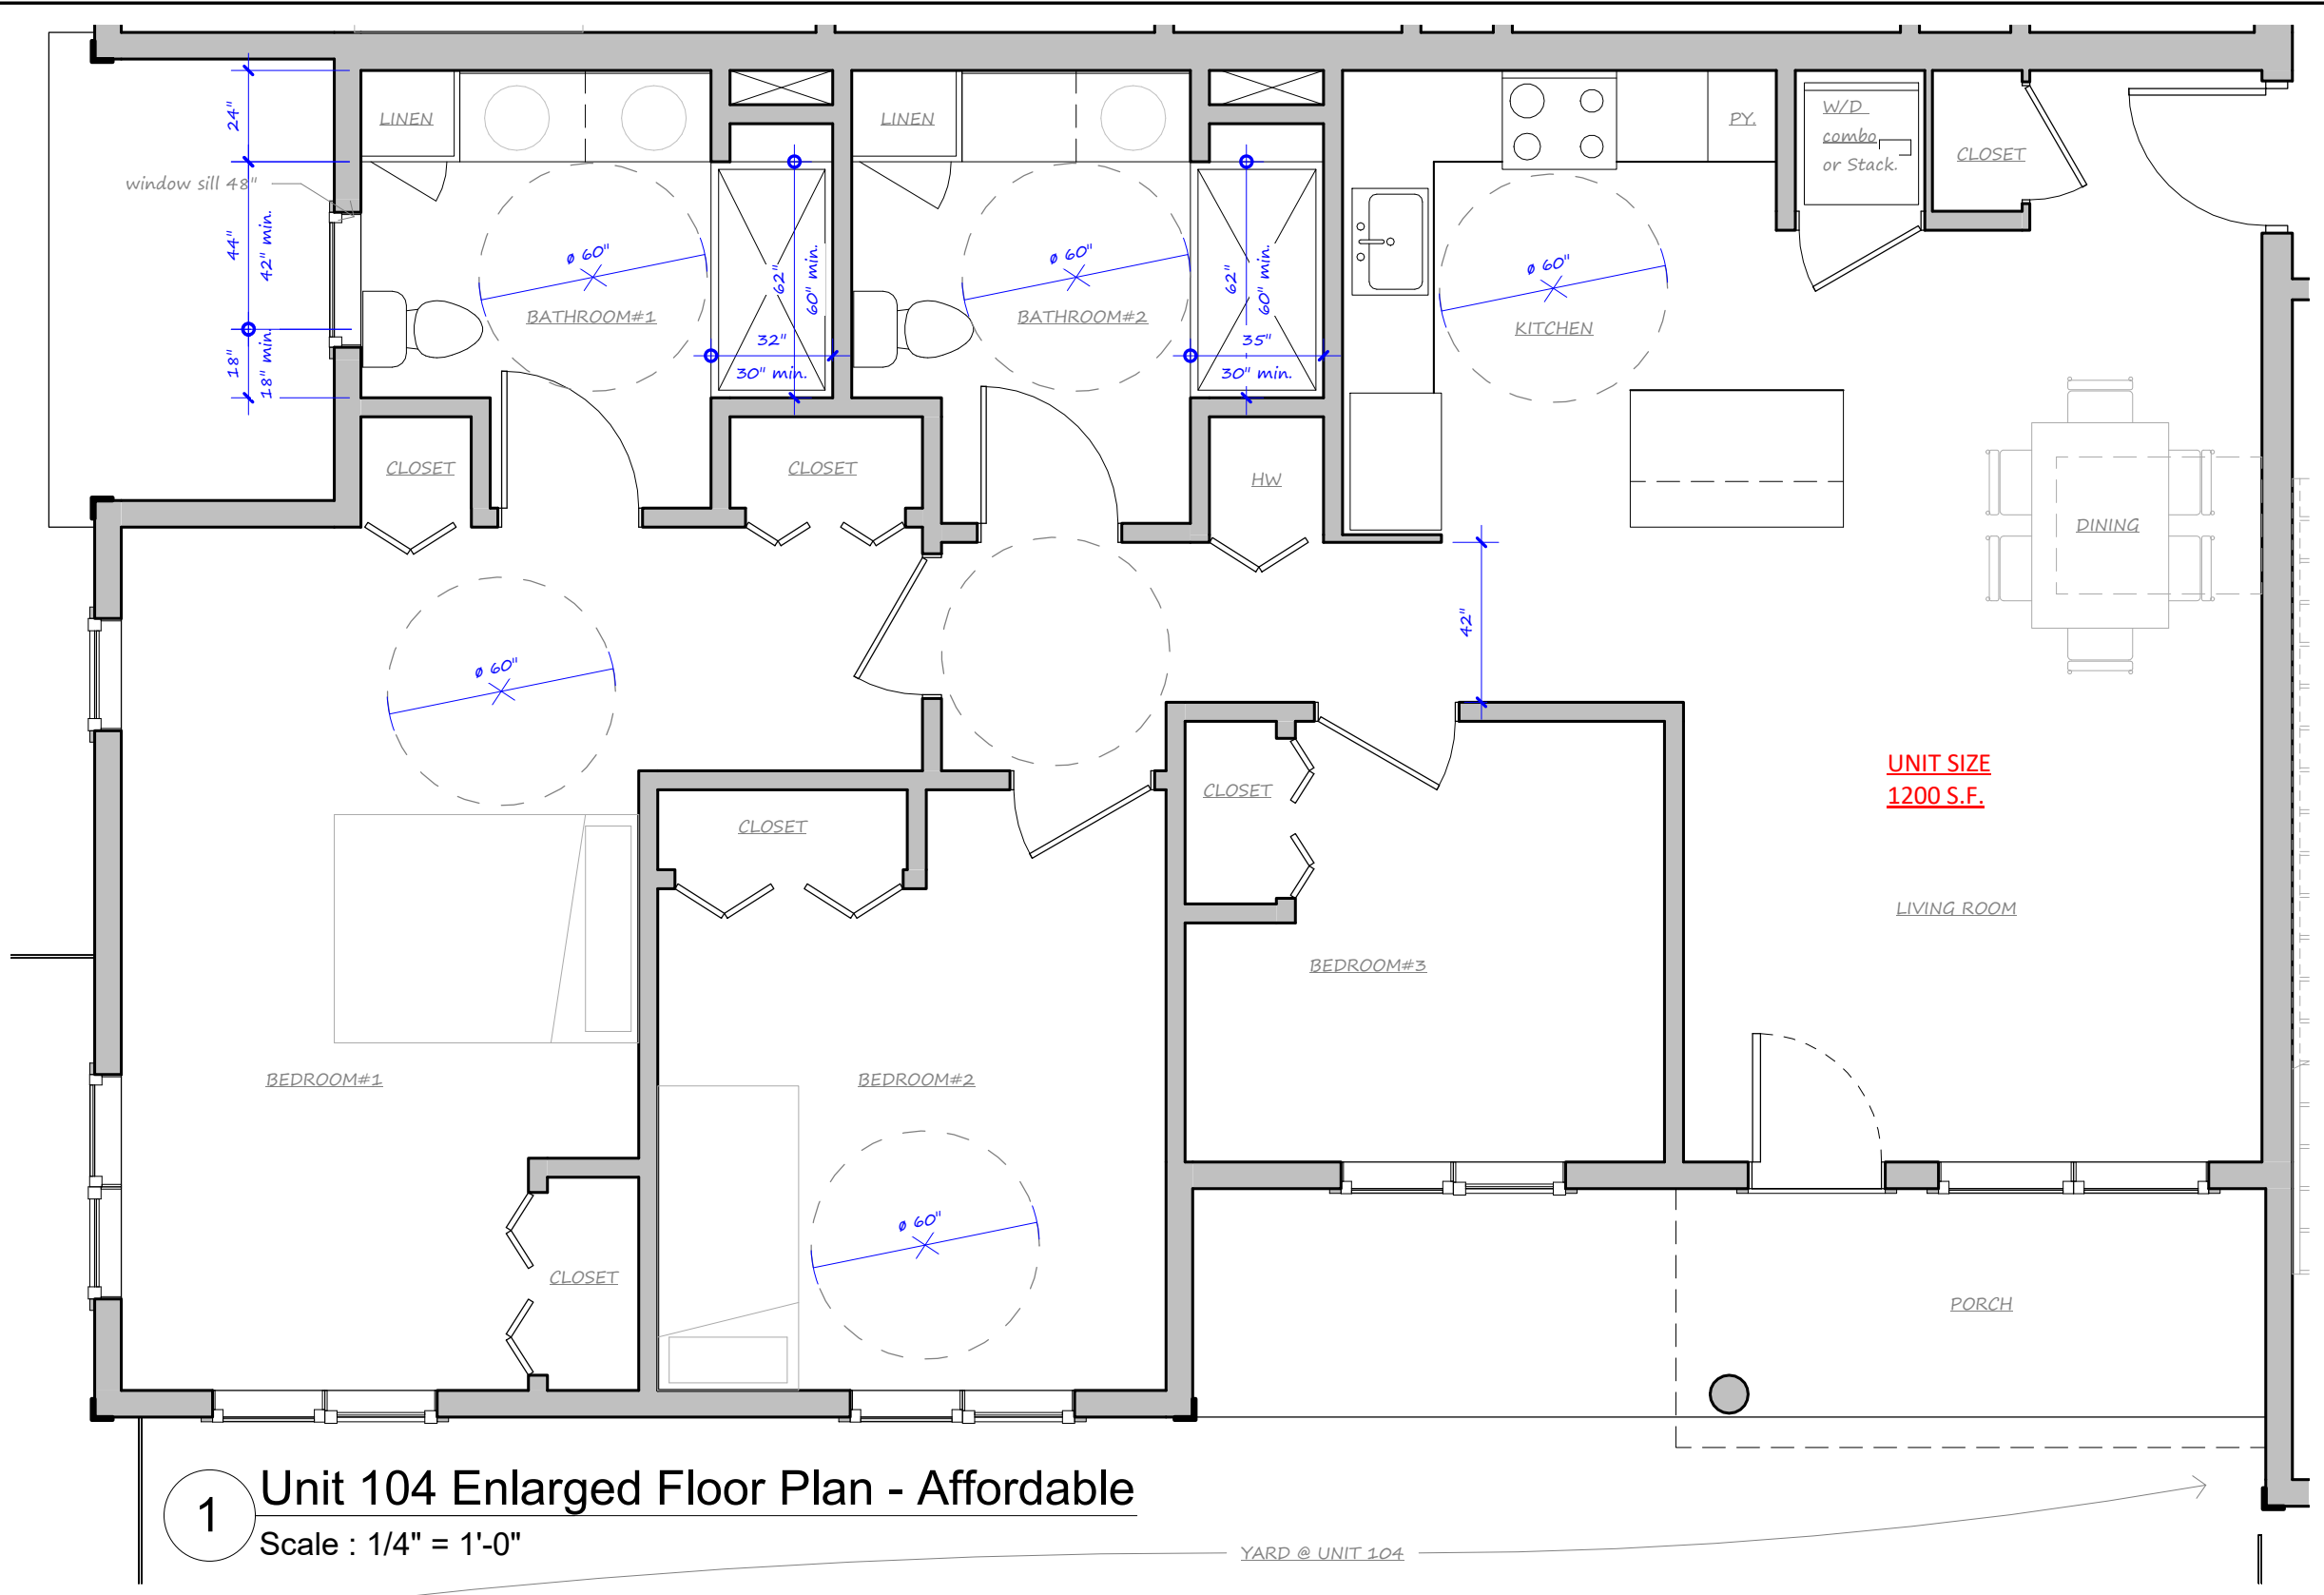 24"
LINEN
LINEN
PY.
W/D
combo
or Stack.
CLOSET
window sill 48"
44"
42" min.
ø 60"
62"
60" min.
ø 60"
62"
60" min.
ø 60"
BATHROOM#1
BATHROOM#2
KITCHEN
18"
18" min.
32"
30" min.
35"
30" min.
CLOSET
CLOSET
HW
DINING
42"
ø 60"
UNIT SIZE
1200 S.F.
CLOSET
CLOSET
LIVING ROOM
BEDROOM#3
BEDROOM#1
BEDROOM#2
ø 60"
CLOSET
PORCH
1
Unit 104 Enlarged Floor Plan - Affordable
Scale : 1/4" = 1'-0"
YARD @ UNIT 104